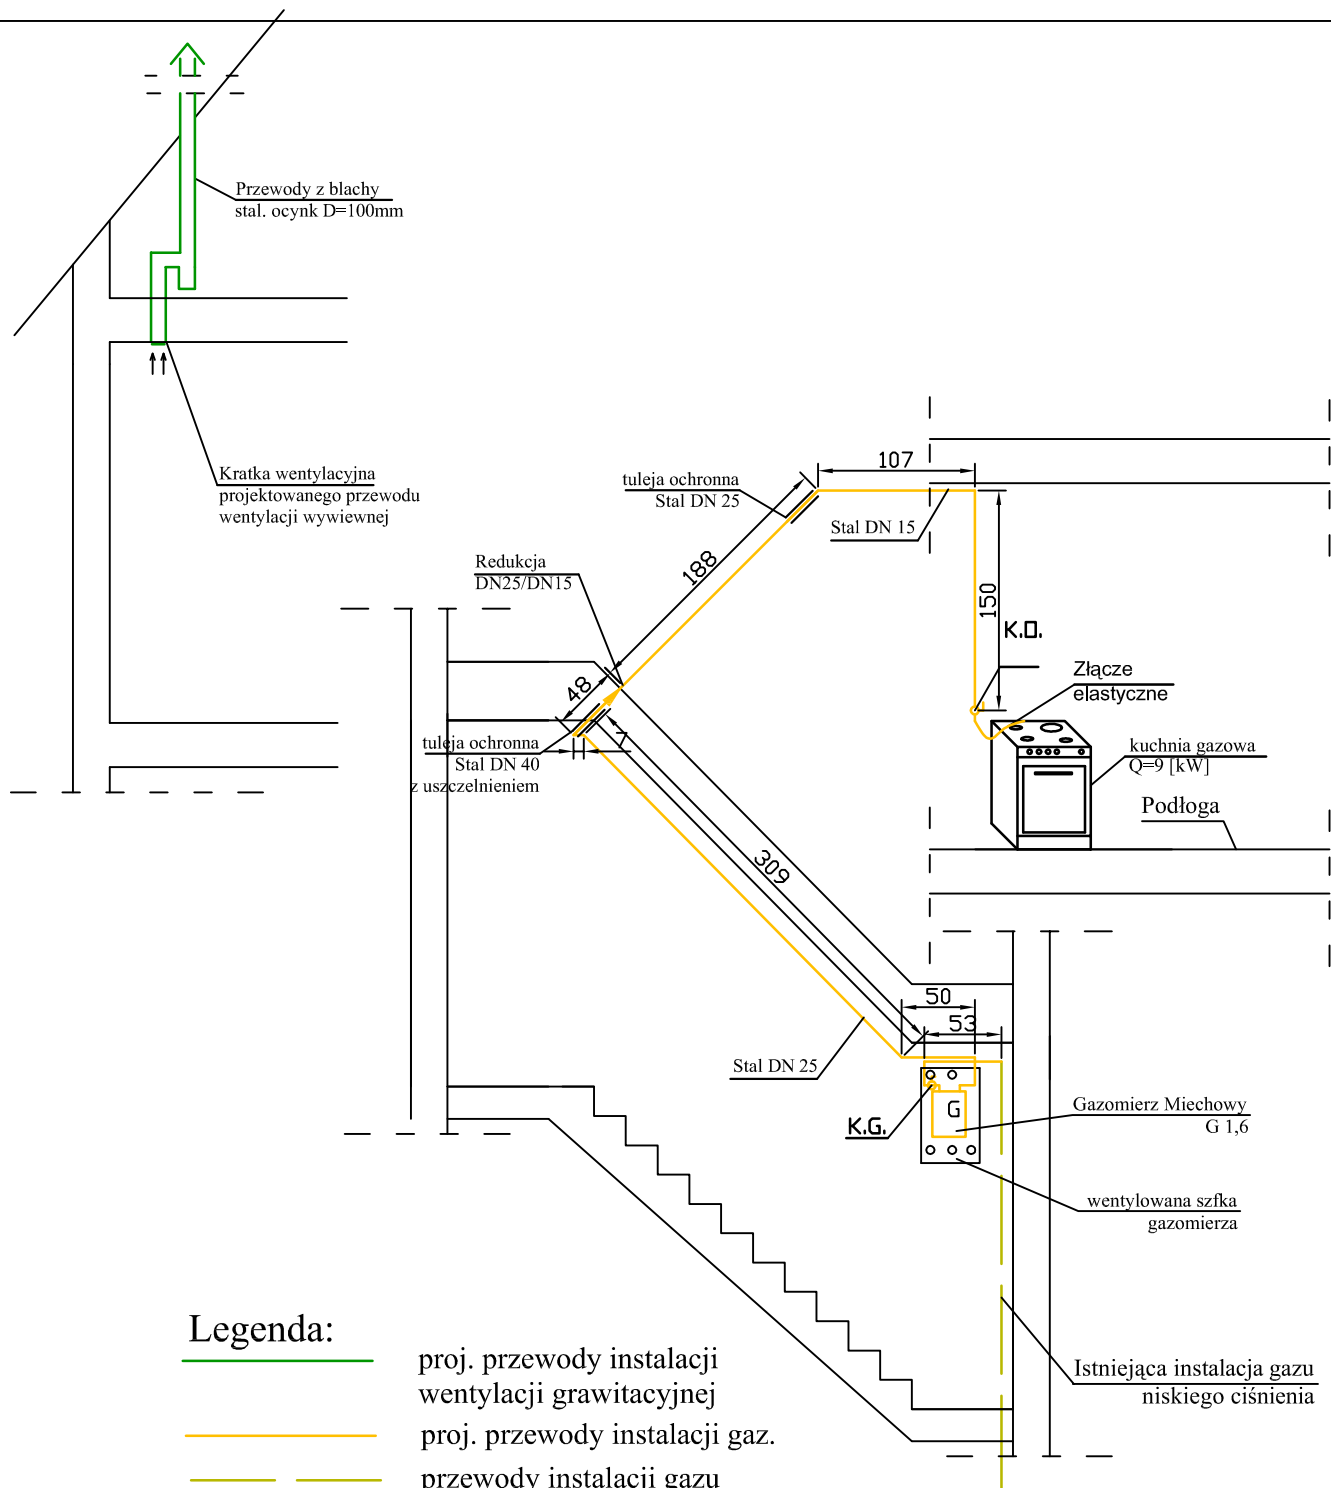 Przewody z blachy
stal. ocynk D=100mm
Kratka wentylacyjna
projektowanego przewodu
wentylacji wywiewnej
tuleja ochronna
Stal DN 25
107
Stal DN 15
188
Redukcja
DN25/DN15
150
K.O.
48
Złącze
elastyczne
tuleja ochronna
Stal DN 40
z uszczelnieniem
7
kuchnia gazowa
Q=9 [kW]
Podłoga
309
50
53
Stal DN 25
G
K.G.
Gazomierz Miechowy
G 1,6
wentylowana szfka
gazomierza
Legenda:
proj. przewody instalacji
wentylacji grawitacyjnej
proj. przewody instalacji gaz.
przewody instalacji gazu
Istniejąca instalacja gazu
niskiego ciśnienia